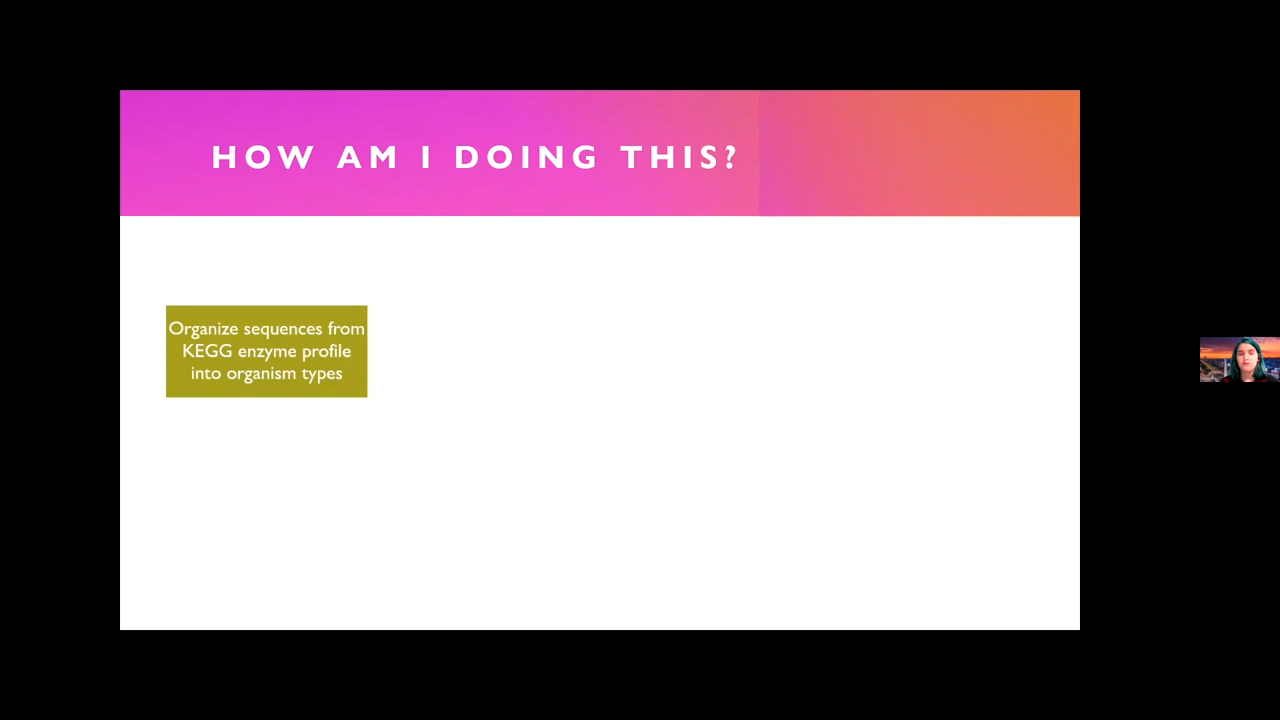 HOW AM I DOING THIS?
Organize sequences from
KEGG enzyme profile
into organism types